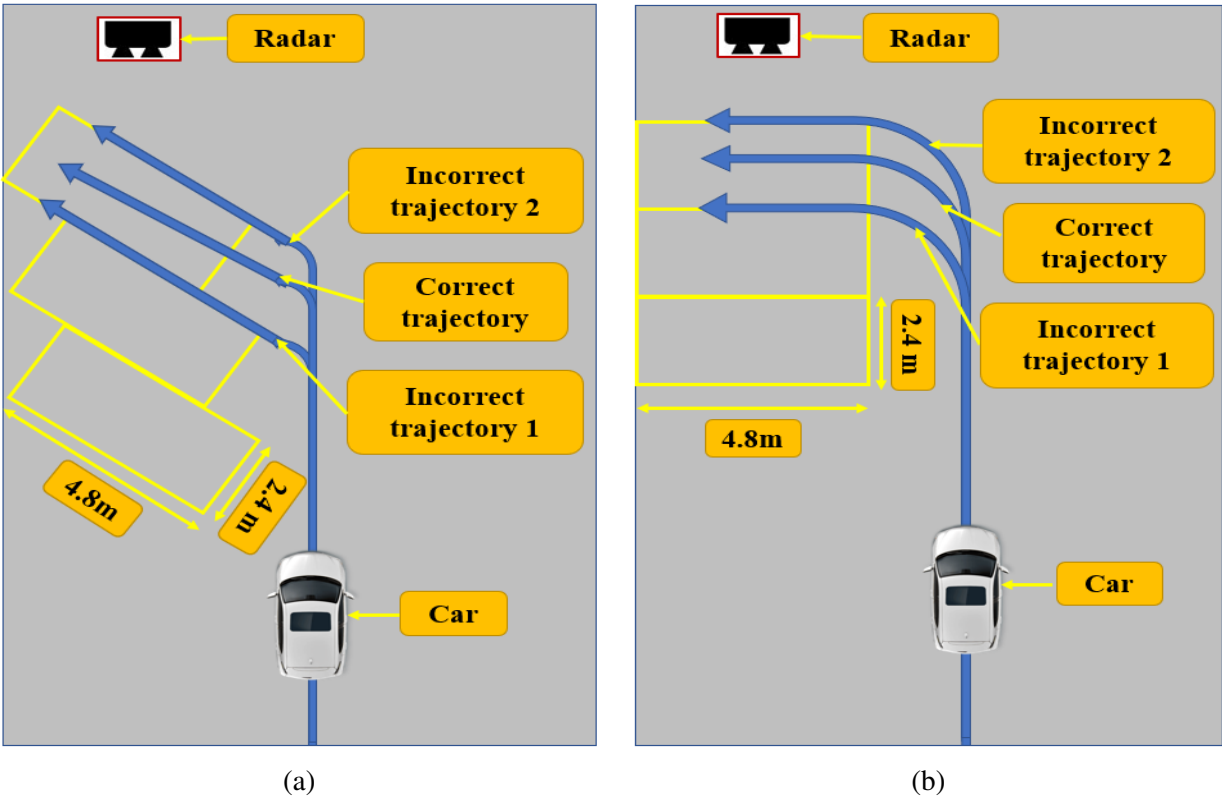 Radar
Incorrect
trajectory 2
Correct
trajectory
Incorrect
trajectory 1
4.8m
2.4 m
Car
(a)
Radar
Incorrect
trajectory 2
Correct
trajectory
Incorrect
trajectory 1
2.4 m
4.8m
Car
(b)